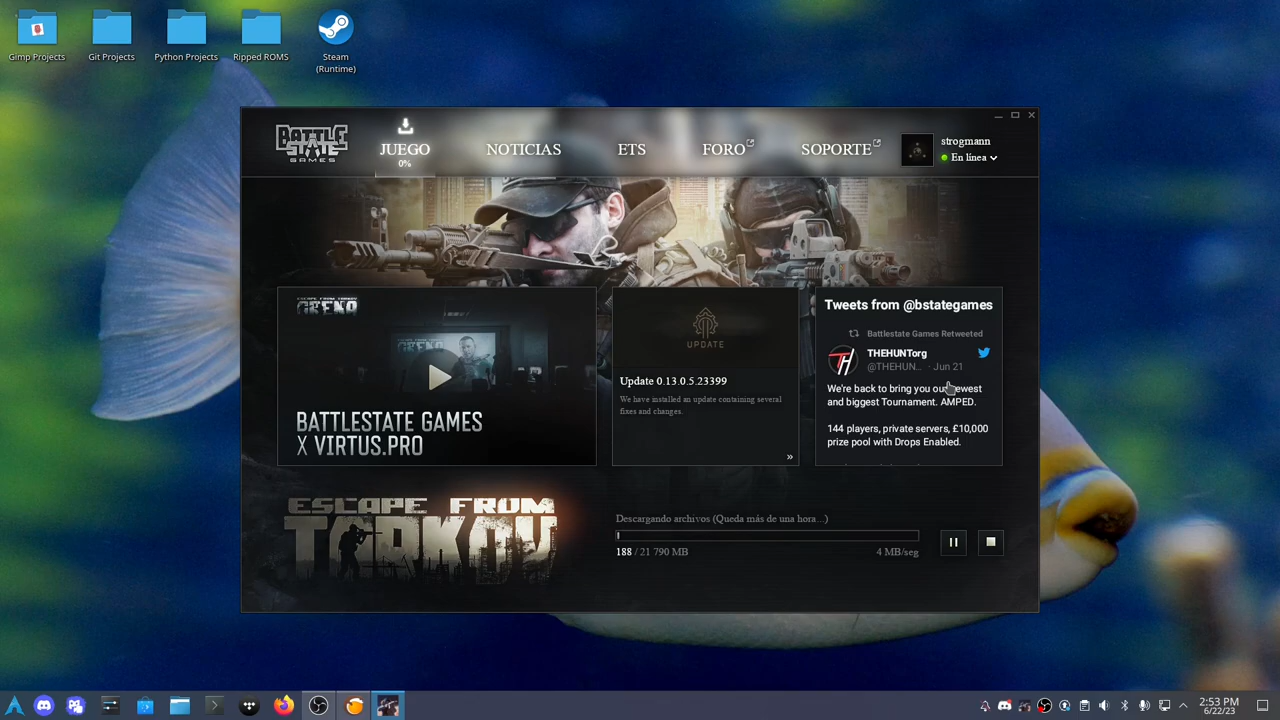 Gimp Projects
Git Projects
Python Projects
Ripped ROMS
Steam
(Runtime)
BATTLE
STATE
GAMES
JUEGO
0%
NOTICIAS
ETS
FORO
SOPORTE
strogmann
En línea
ESCAPE FROM TARKOV
ARENA
BATTLESTATE GAMES
X VIRTUS.PRO
UPDATE
Update 0.13.0.5.23399
We have installed an update containing several
fixes and changes.
»
Tweets from @bstategames
Battlestate Games Retweeted
THEHUNTorg
@THEHUN... · Jun 21
We're back to bring you our newest
and biggest Tournament. AMPED.
144 players, private servers, £10,000
prize pool with Drops Enabled.
ESCAPE FROM
TARKOV
Descargando archivos (Queda más de una hora...)
188 / 21 790 MB
4 MB/seg
2:53 PM
6/22/23